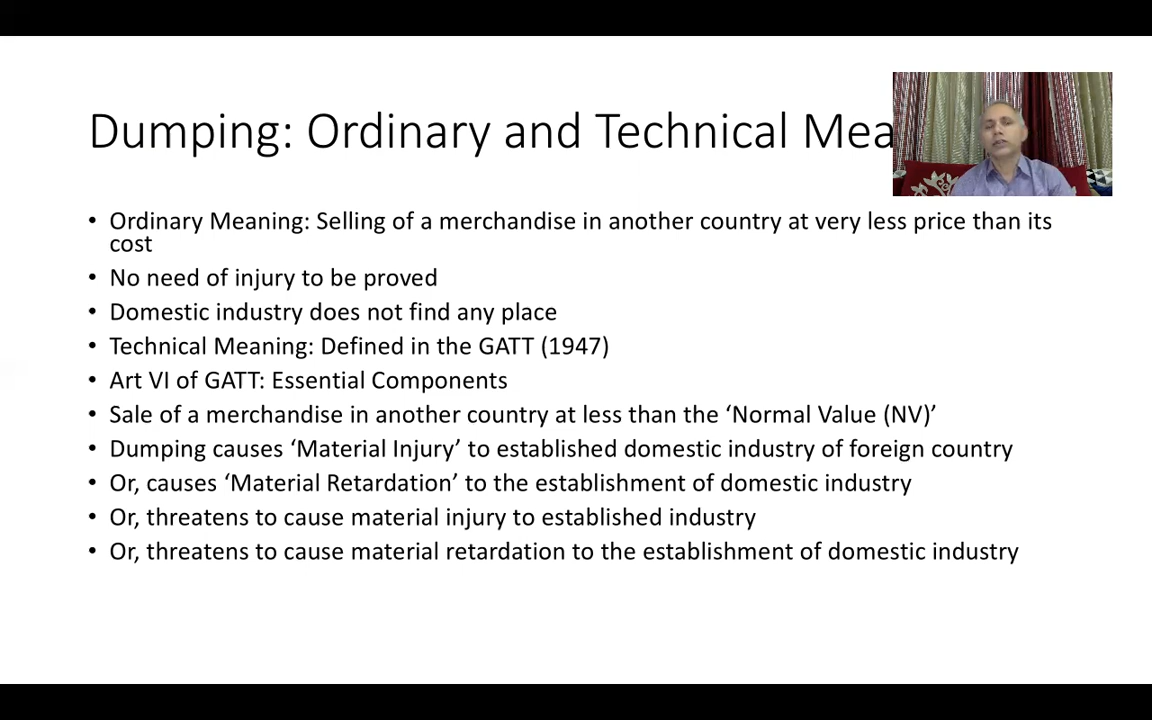 Dumping: Ordinary and Technical Mea
• Ordinary Meaning: Selling of a merchandise in another country at very less price than its
cost
• No need of injury to be proved
• Domestic industry does not find any place
• Technical Meaning: Defined in the GATT (1947)
• Art VI of GATT: Essential Components
• Sale of a merchandise in another country at less than the ‘Normal Value (NV)’
• Dumping causes ‘Material Injury’ to established domestic industry of foreign country
• Or, causes ‘Material Retardation’ to the establishment of domestic industry
• Or, threatens to cause material injury to established industry
• Or, threatens to cause material retardation to the establishment of domestic industry